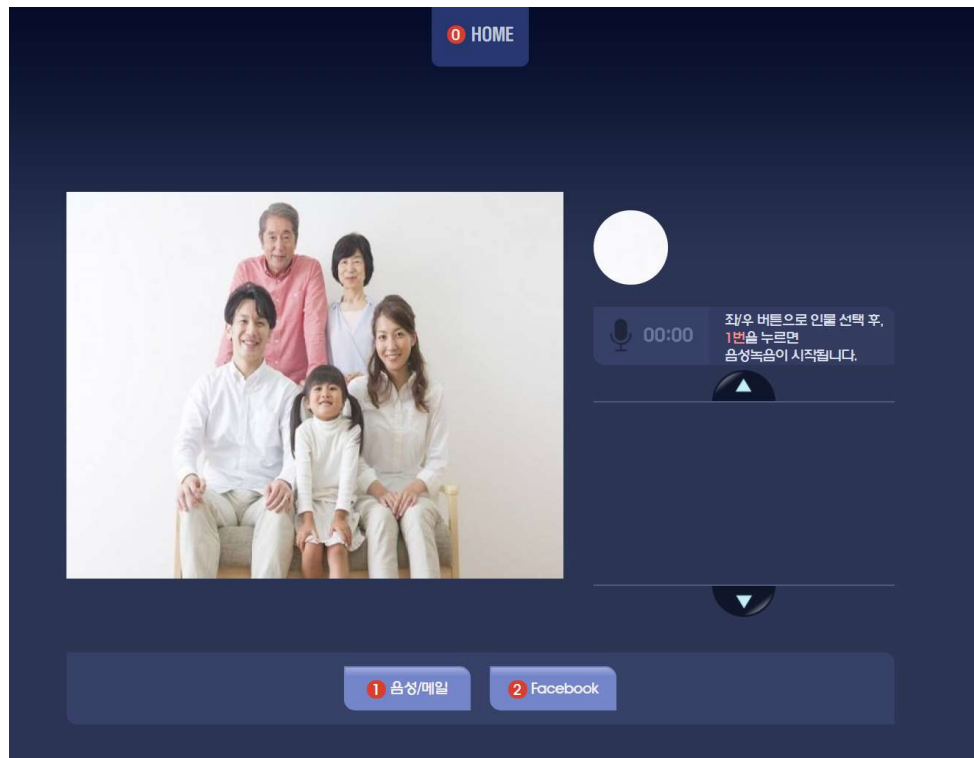 0 HOME
00:00
좌/우 버튼으로 인물 선택 후,
1번을 누르면
음성녹음이 시작됩니다.
1 음성/메일
2 Facebook